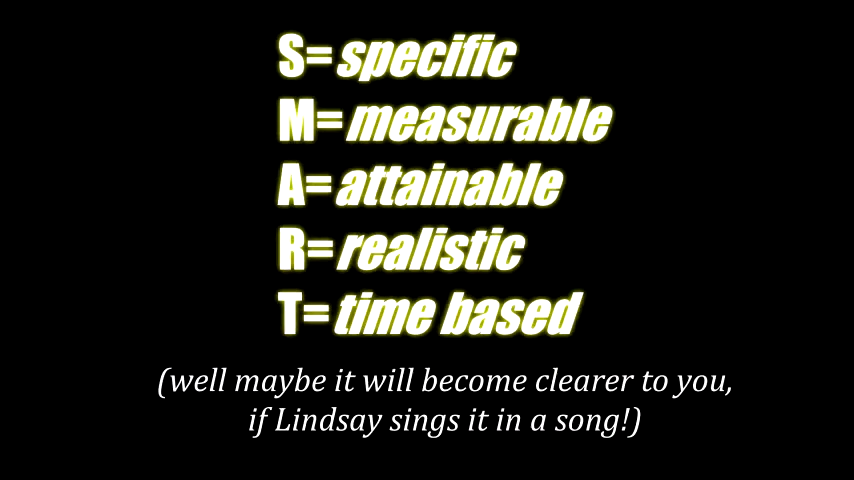 S= specific
M= measurable
A= attainable
R= realistic
T= time based
(well maybe it will become clearer to you,
if Lindsay sings it in a song!)